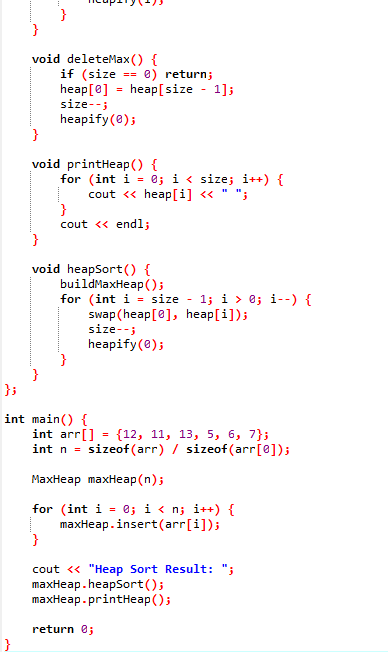 heapify(i);
        }
    }

    void deleteMax() {
        if (size == 0) return;
        heap[0] = heap[size - 1];
        size--;
        heapify(0);
    }

    void printHeap() {
        for (int i = 0; i < size; i++) {
            cout << heap[i] << " ";
        }
        cout << endl;
    }

    void heapSort() {
        buildMaxHeap();
        for (int i = size - 1; i > 0; i--) {
            swap(heap[0], heap[i]);
            size--;
            heapify(0);
        }
    }
};

int main() {
    int arr[] = {12, 11, 13, 5, 6, 7};
    int n = sizeof(arr) / sizeof(arr[0]);

    MaxHeap maxHeap(n);

    for (int i = 0; i < n; i++) {
        maxHeap.insert(arr[i]);
    }

    cout << "Heap Sort Result: ";
    maxHeap.heapSort();
    maxHeap.printHeap();

    return 0;
}